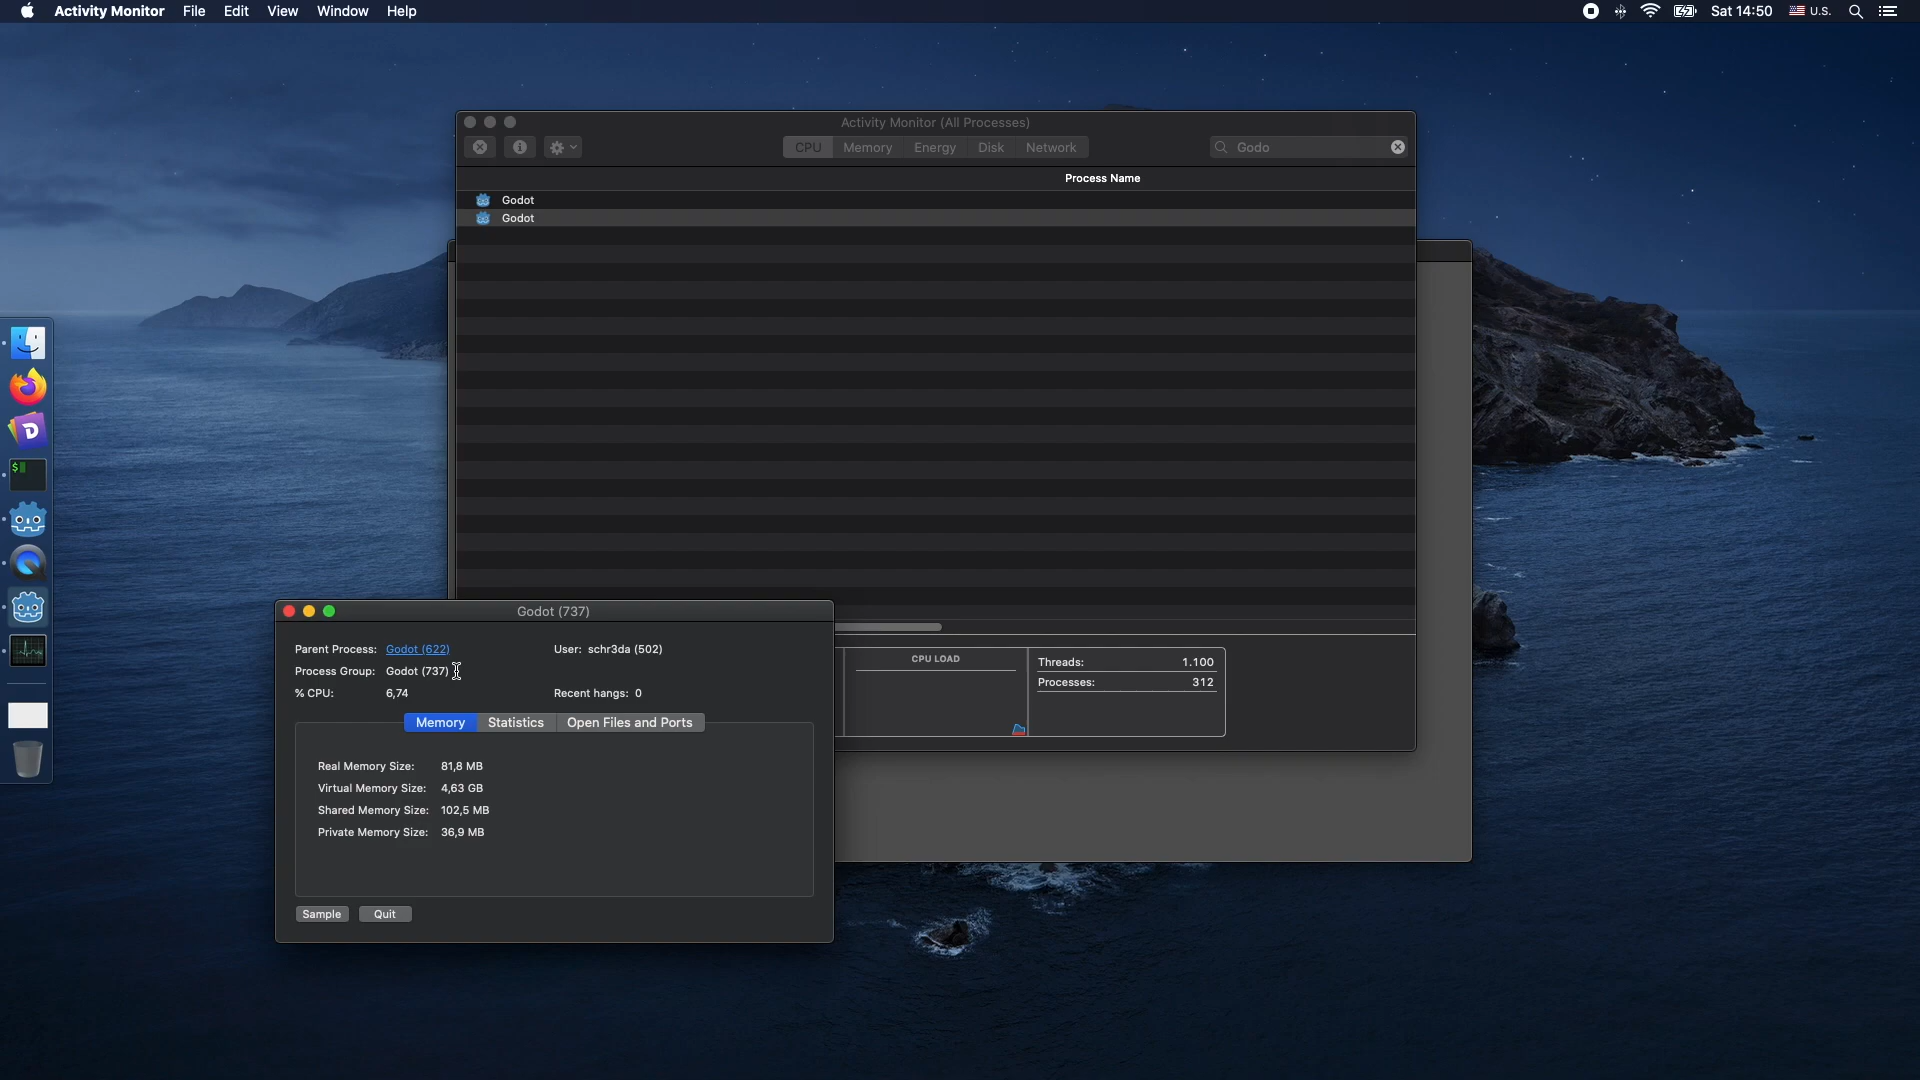 Activity Monitor File Edit View Window Help Sat 14:50 U.S.
Activity Monitor (All Processes)
CPU Memory Energy Disk Network Godo
Process Name
Godot
Godot
D
$
Godot (737)
Parent Process: Godot (622) User: schr3da (502)
Process Group: Godot (737)
% CPU: 6,74 Recent hangs: 0
Memory Statistics Open Files and Ports
Real Memory Size: 81,8 MB
Virtual Memory Size: 4,63 GB
Shared Memory Size: 102,5 MB
Private Memory Size: 36,9 MB
Sample Quit
CPU LOAD
Threads: 1.100
Processes: 312